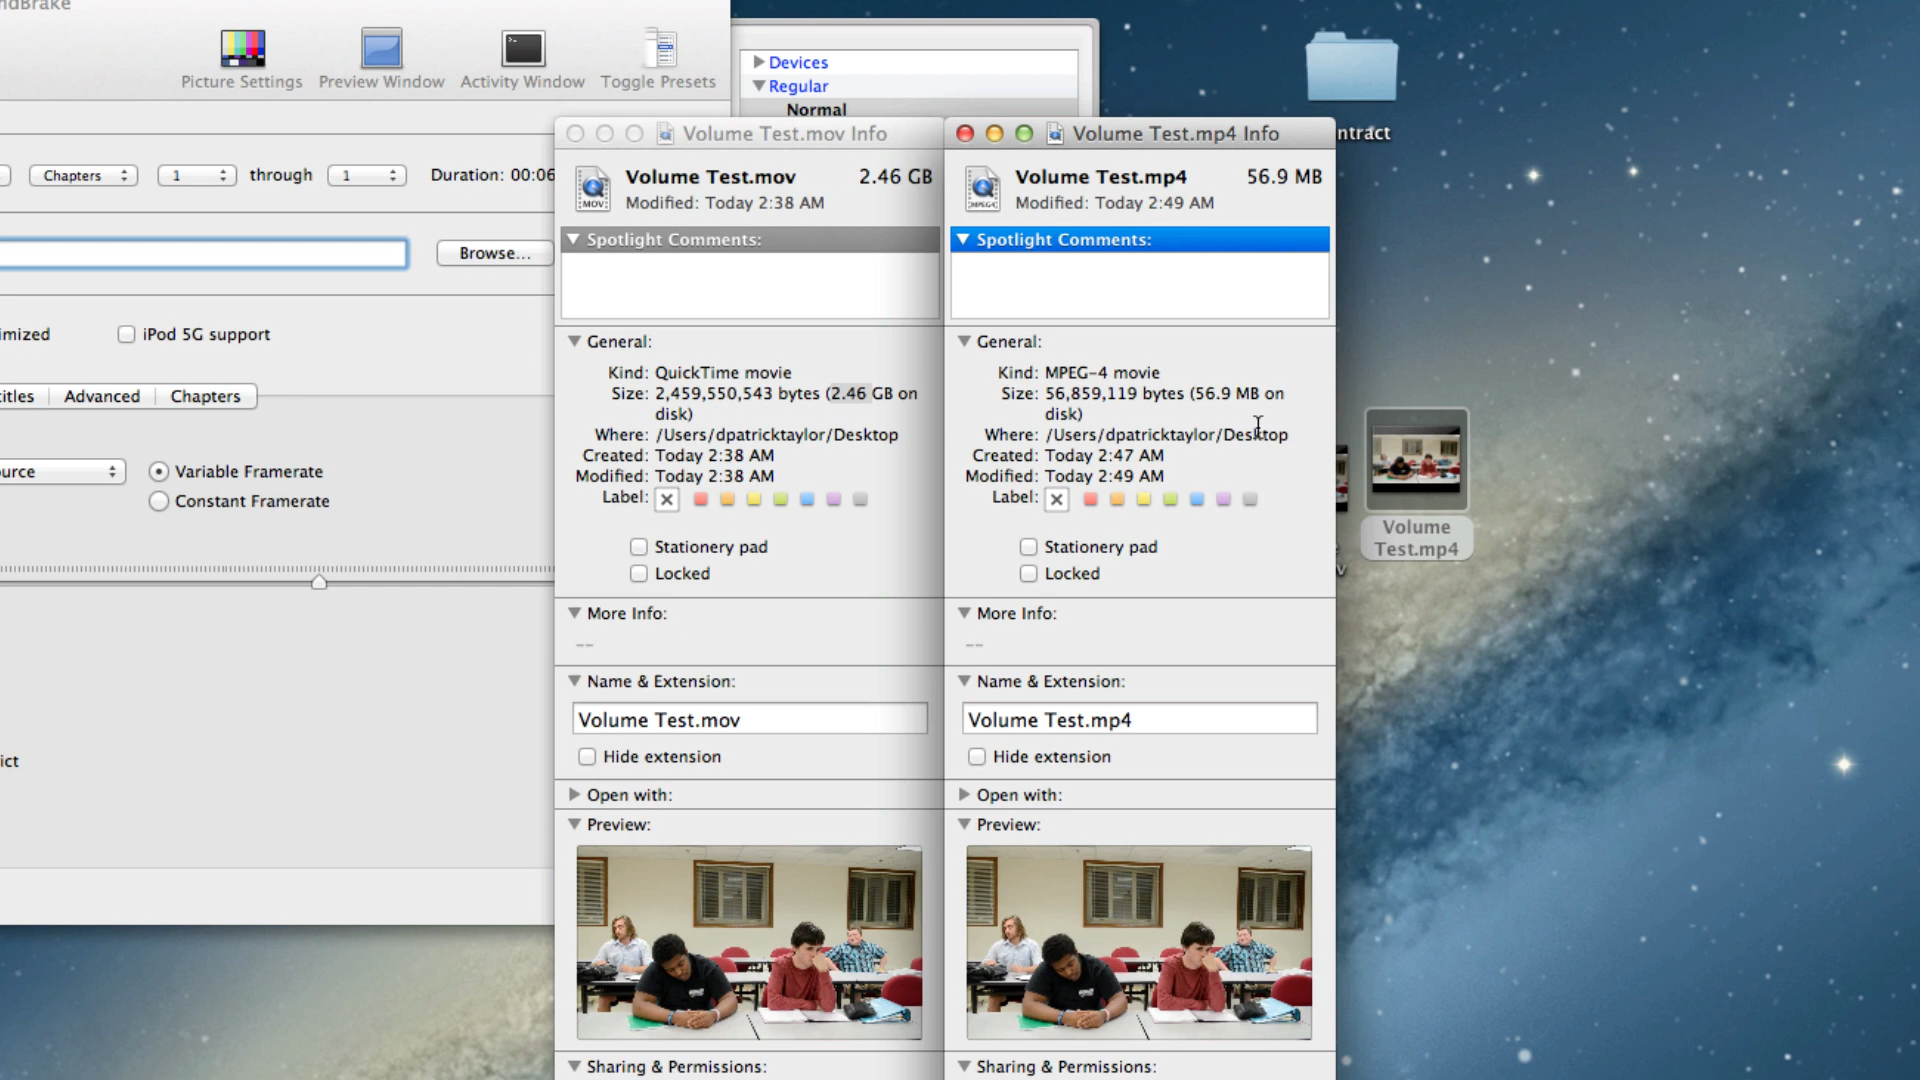 ndBrake
Picture Settings
Preview Window
Activity Window
Toggle Presets
Devices
Regular
Normal
Chapters
1
through
1
Duration: 00:06
Browse...
imized
iPod 5G support
titles
Advanced
Chapters
ource
Variable Framerate
Constant Framerate
ict
Volume Test.mov Info
MOV
Volume Test.mov
2.46 GB
Modified: Today 2:38 AM
Spotlight Comments:
General:
Kind: QuickTime movie
Size: 2,459,550,543 bytes (2.46 GB on
disk)
Where: /Users/dpatricktaylor/Desktop
Created: Today 2:38 AM
Modified: Today 2:38 AM
Label:
Stationery pad
Locked
More Info:
--
Name & Extension:
Volume Test.mov
Hide extension
Open with:
Preview:
Sharing & Permissions:
Volume Test.mp4 Info
MPEG-4
Volume Test.mp4
56.9 MB
Modified: Today 2:49 AM
Spotlight Comments:
General:
Kind: MPEG-4 movie
Size: 56,859,119 bytes (56.9 MB on
disk)
Where: /Users/dpatricktaylor/Desktop
Created: Today 2:47 AM
Modified: Today 2:49 AM
Label:
Stationery pad
Locked
More Info:
--
Name & Extension:
Volume Test.mp4
Hide extension
Open with:
Preview:
Sharing & Permissions:
ntract
Volume
Test.mp4
v